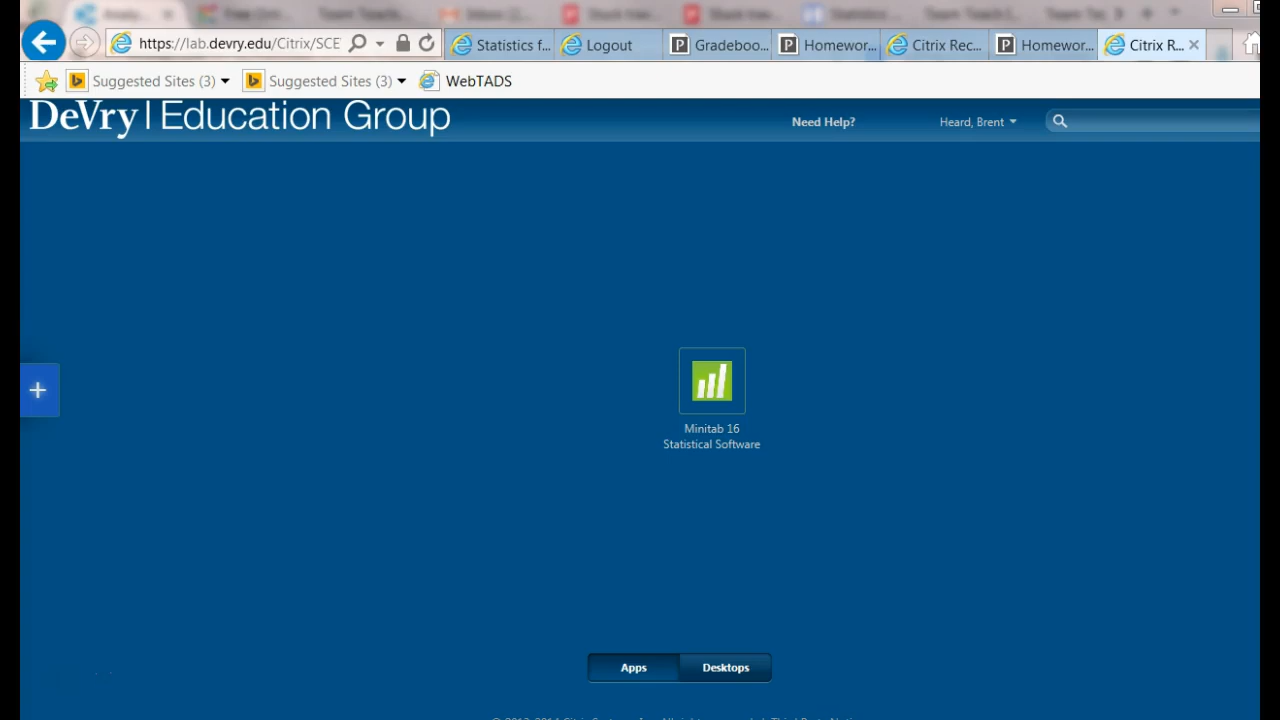 https://lab.devry.edu/Citrix/SCE
Statistics f...
Logout
Gradeboo...
Homewor...
Citrix Rec...
Homewor...
Citrix R...
Suggested Sites (3)
Suggested Sites (3)
WebTADS
DeVry | Education Group
Need Help?
Heard, Brent
Minitab 16
Statistical Software
Apps
Desktops